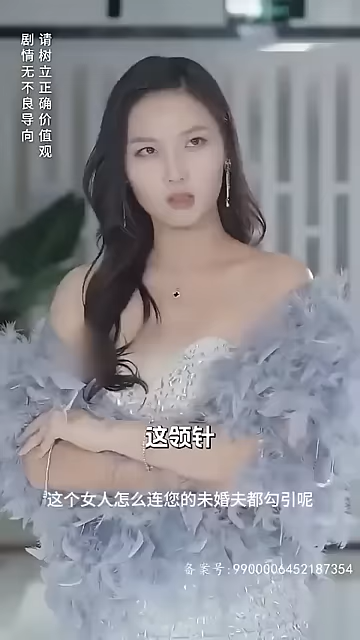 请树立正确价值观
剧情无不良导向
这领针
这个女人怎么连您的未婚夫都勾引呢
备案号:9900006452187354